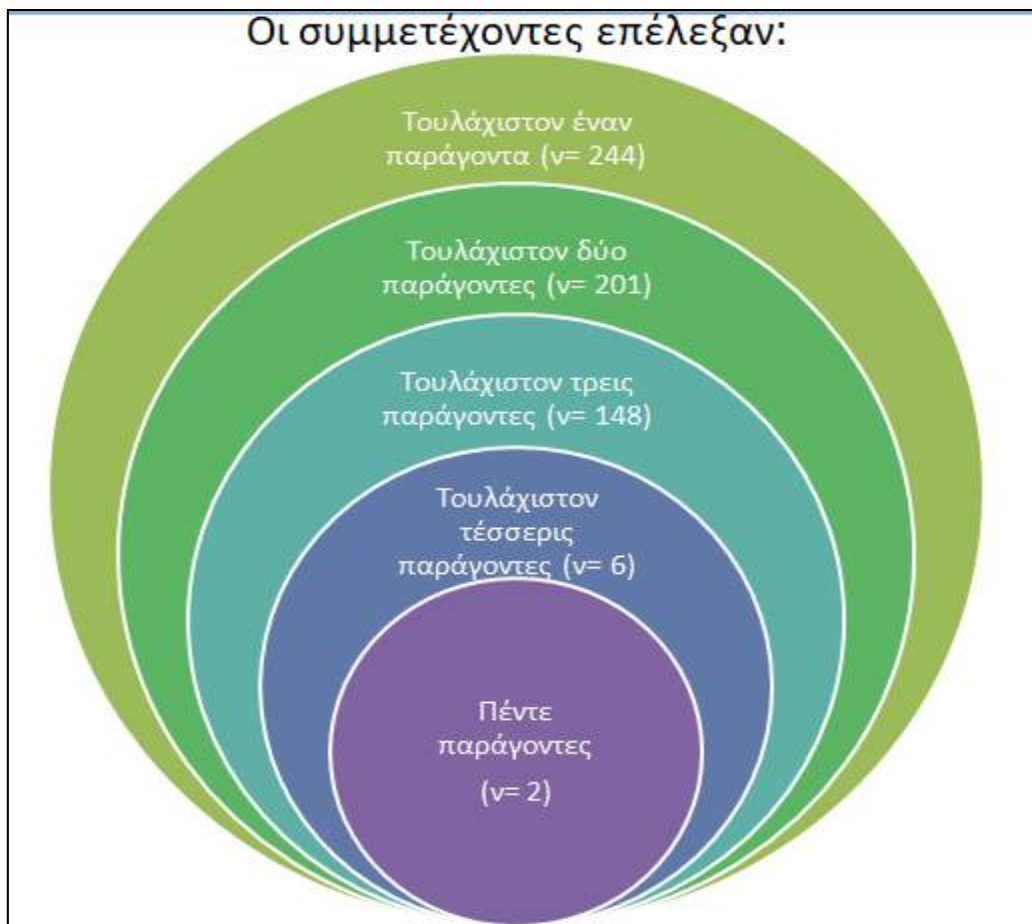 Οι συμμετέχοντες επέλεξαν:
Τουλάχιστον έναν
παράγοντα (ν= 244)
Τουλάχιστον δύο
παράγοντες (ν= 201)
Τουλάχιστον τρεις
παράγοντες (ν= 148)
Τουλάχιστον
τέσσερις
παράγοντες (ν= 6)
Πέντε
παράγοντες
(ν= 2)